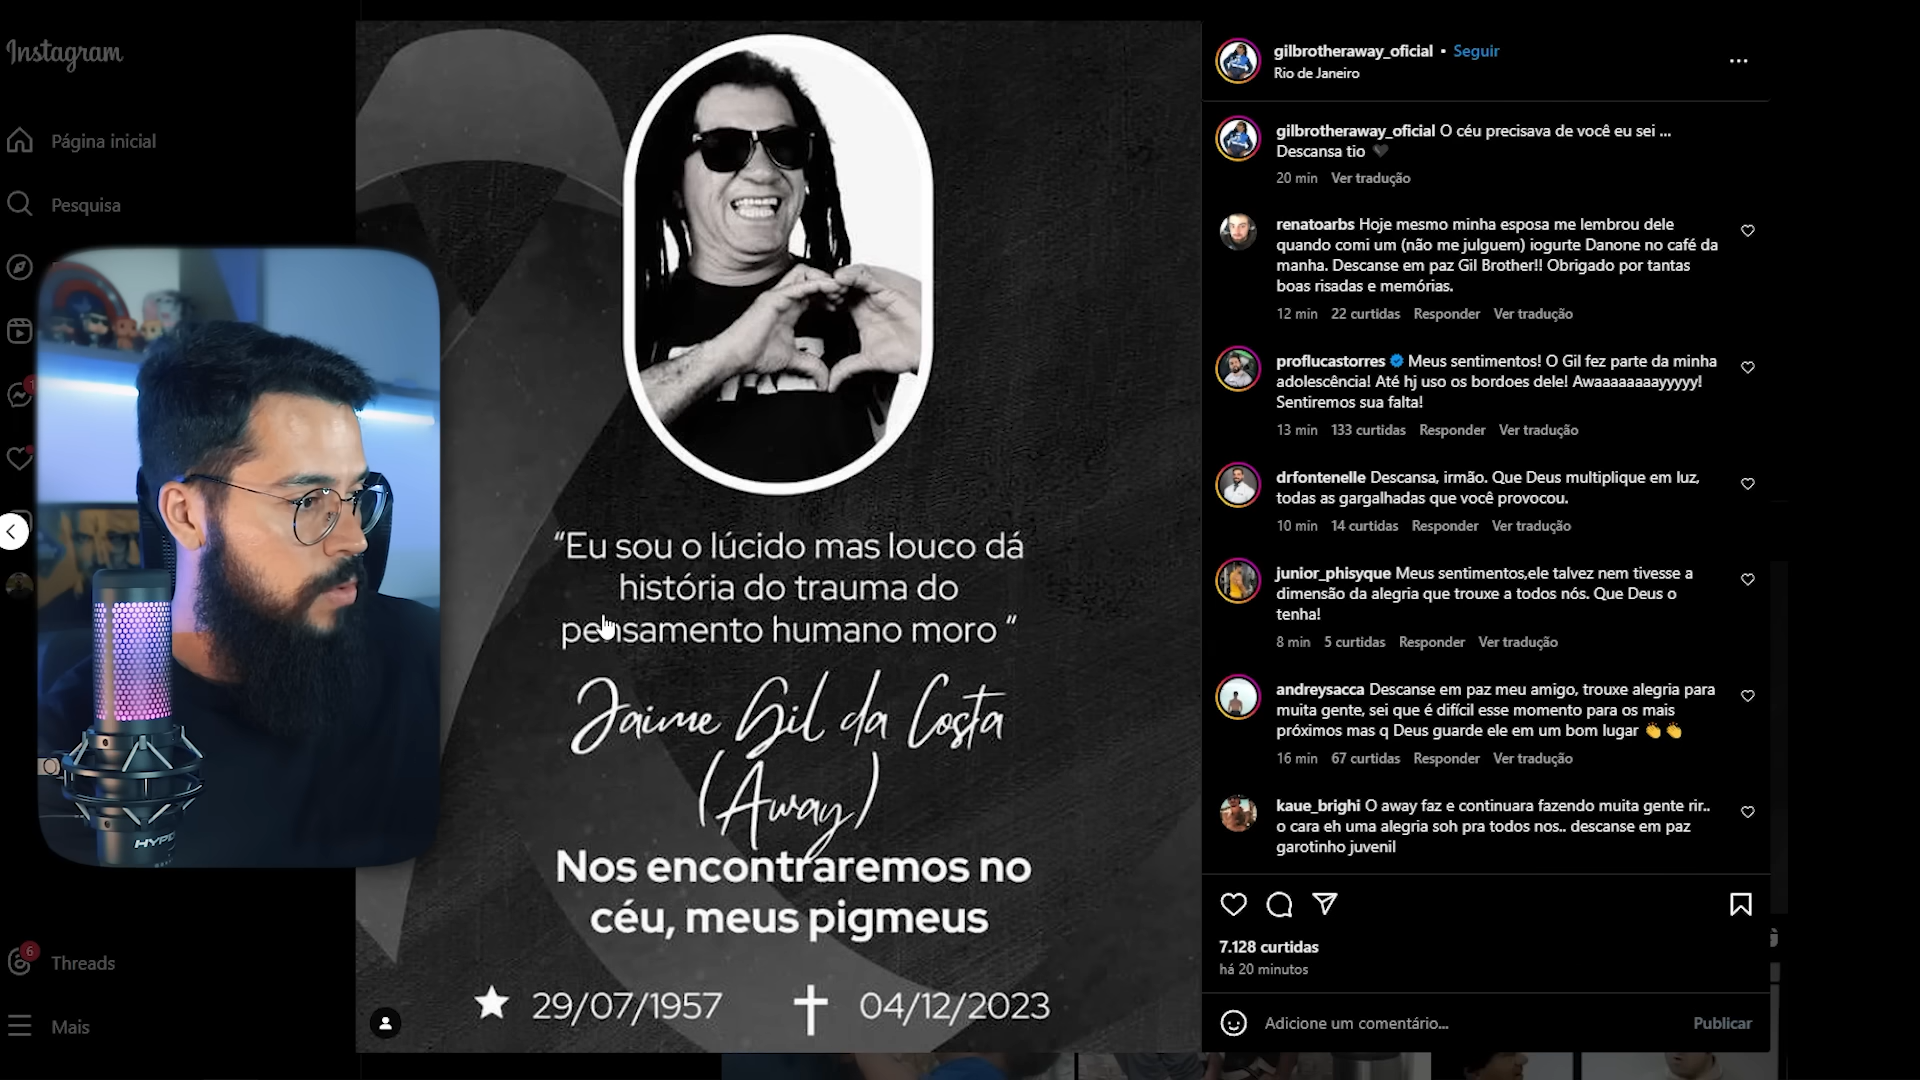 Instagram
Página inicial
Pesquisa
1
6
Threads
Mais
HYP
“Eu sou o lúcido mas louco dá
história do trauma do
pensamento humano moro “
Jaime Gil da Costa
(Away)
Nos encontraremos no
céu, meus pigmeus
29/07/1957
04/12/2023
gilbrotheraway_oficial • Seguir
Rio de Janeiro
gilbrotheraway_oficial O céu precisava de você eu sei ...
Descansa tio 🖤
20 min Ver tradução
renatoarbs Hoje mesmo minha esposa me lembrou dele
quando comi um (não me julguem) iogurte Danone no café da
manha. Descanse em paz Gil Brother!! Obrigado por tantas
boas risadas e memórias.
12 min 22 curtidas Responder Ver tradução
proflucastorres Meus sentimentos! O Gil fez parte da minha
adolescência! Até hj uso os bordoes dele! Awaaaaaaaayyyyy!
Sentiremos sua falta!
13 min 133 curtidas Responder Ver tradução
drfontenelle Descansa, irmão. Que Deus multiplique em luz,
todas as gargalhadas que você provocou.
10 min 14 curtidas Responder Ver tradução
junior_phisyque Meus sentimentos,ele talvez nem tivesse a
dimensão da alegria que trouxe a todos nós. Que Deus o
tenha!
8 min 5 curtidas Responder Ver tradução
andreysacca Descanse em paz meu amigo, trouxe alegria para
muita gente, sei que é difícil esse momento para os mais
próximos mas q Deus guarde ele em um bom lugar 👏👏
16 min 67 curtidas Responder Ver tradução
kaue_brighi O away faz e continuara fazendo muita gente rir..
o cara eh uma alegria soh pra todos nos.. descanse em paz
garotinho juvenil
7.128 curtidas
há 20 minutos
Adicione um comentário...
Publicar